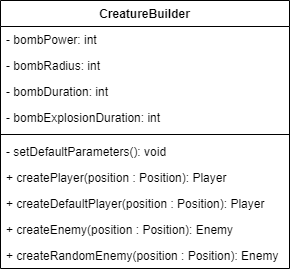 CreatureBuilder
- bombPower: int
- bombRadius: int
- bombDuration: int
- bombExplosionDuration: int
- setDefaultParameters(): void
+ createPlayer(position : Position): Player
+ createDefaultPlayer(position : Position): Player
+ createEnemy(position : Position): Enemy
+ createRandomEnemy(position : Position): Enemy